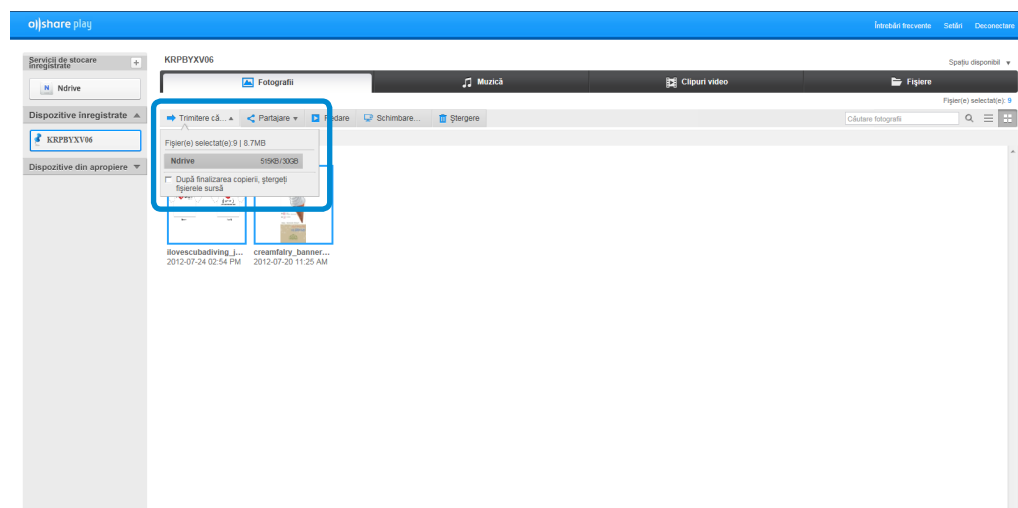 allshare play
Întrebări frecvente Setări Deconectare
Servicii de stocare înregistrate
KRPBYXV06
Spațiu disponibil
N Ndrive
Fotografii Muzică Clipuri video Fișiere
Fișier(e) selectat(e): 9
Dispozitive înregistrate
Trimitere că... Partajare Redare Schimbare... Ștergere
Căutare fotografii
KRPBYXV06
Fișier(e) selectat(e):9 | 8.7MB
Ndrive 515KB/30GB
Dispozitive din apropiere
După finalizarea copierii, ștergeți
fișierele sursă
ilovescubadiving_j... creamfalry_banner...
2012-07-24 02:54 PM 2012-07-20 11:25 AM